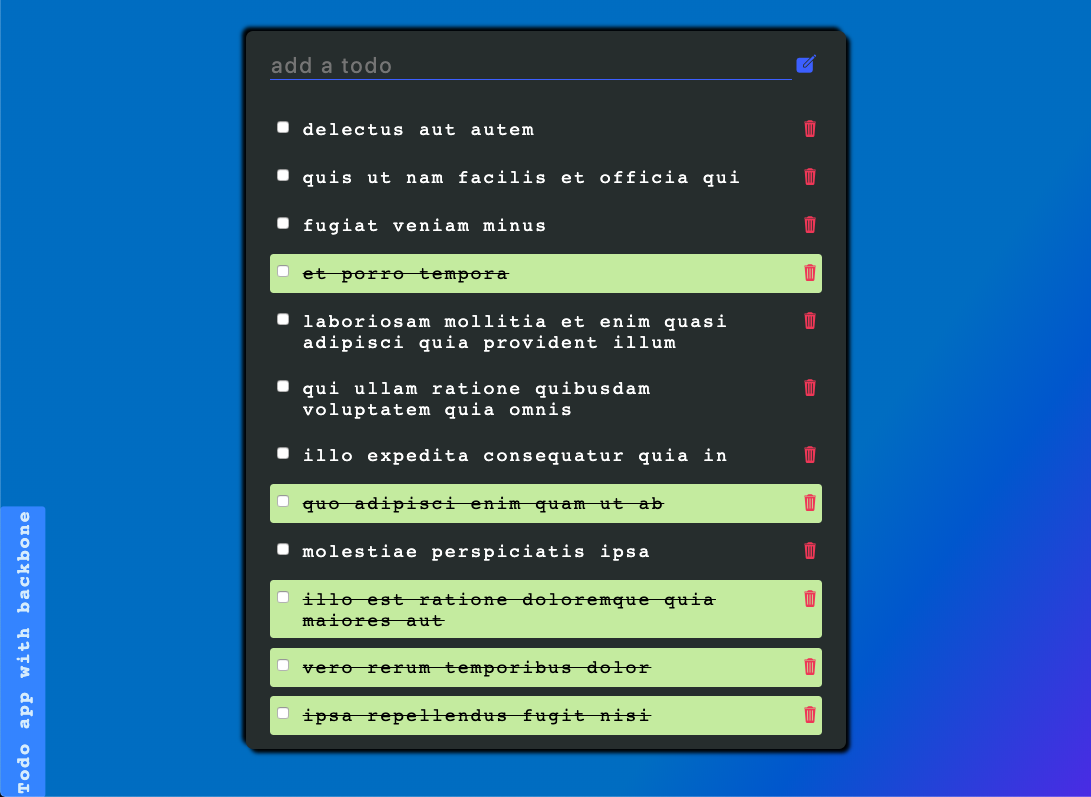 add a todo
delectus aut autem
quis ut nam facilis et officia qui
fugiat veniam minus
et porro tempora
laboriosam mollitia et enim quasi
adipisci quia provident illum
qui ullam ratione quibusdam
voluptatem quia omnis
illo expedita consequatur quia in
quo adipisci enim quam ut ab
molestiae perspiciatis ipsa
illo est ratione doloremque quia
maiores aut
vero rerum temporibus dolor
ipsa repellendus fugit nisi
Todo app with backbone